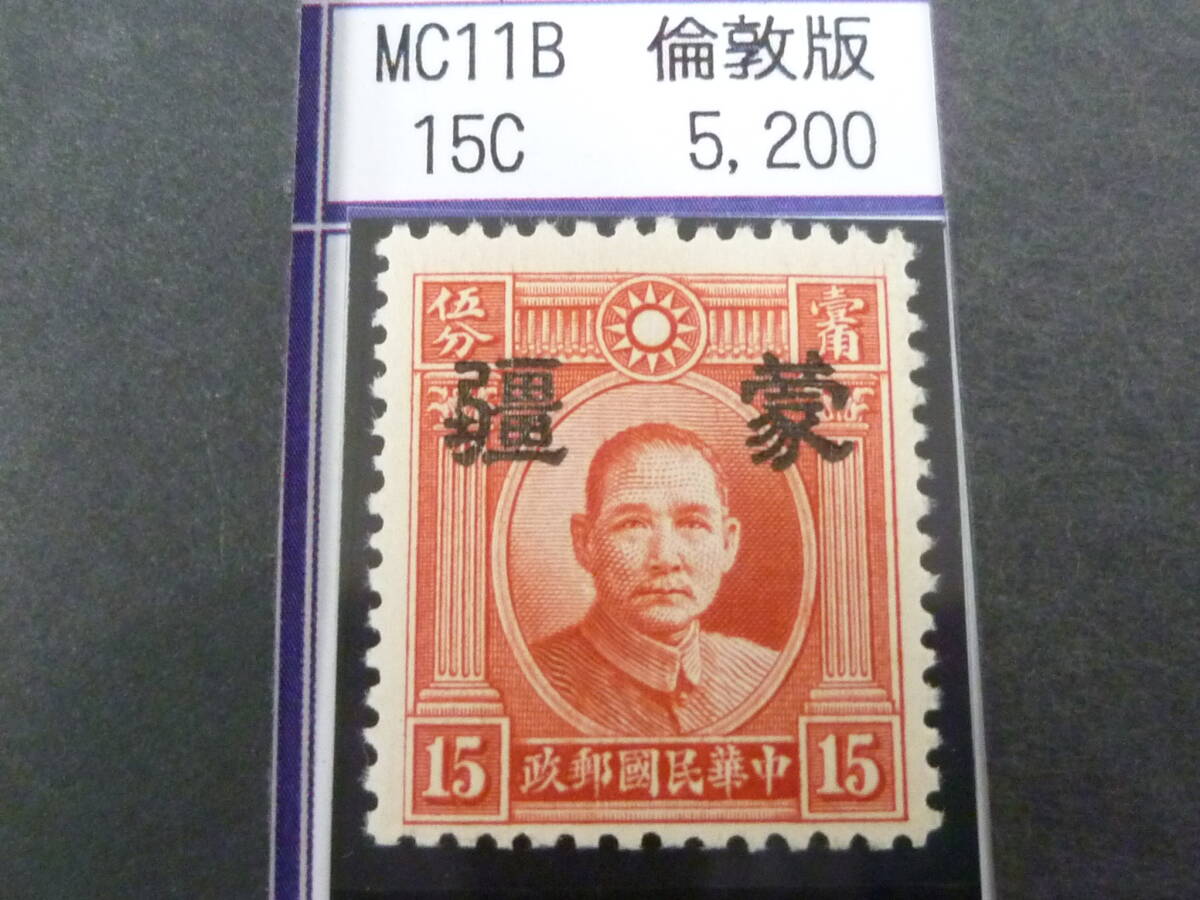 MC11B 倫敦版
15C 5,200
壹角 伍分
蒙疆
15 中華民國郵政 15